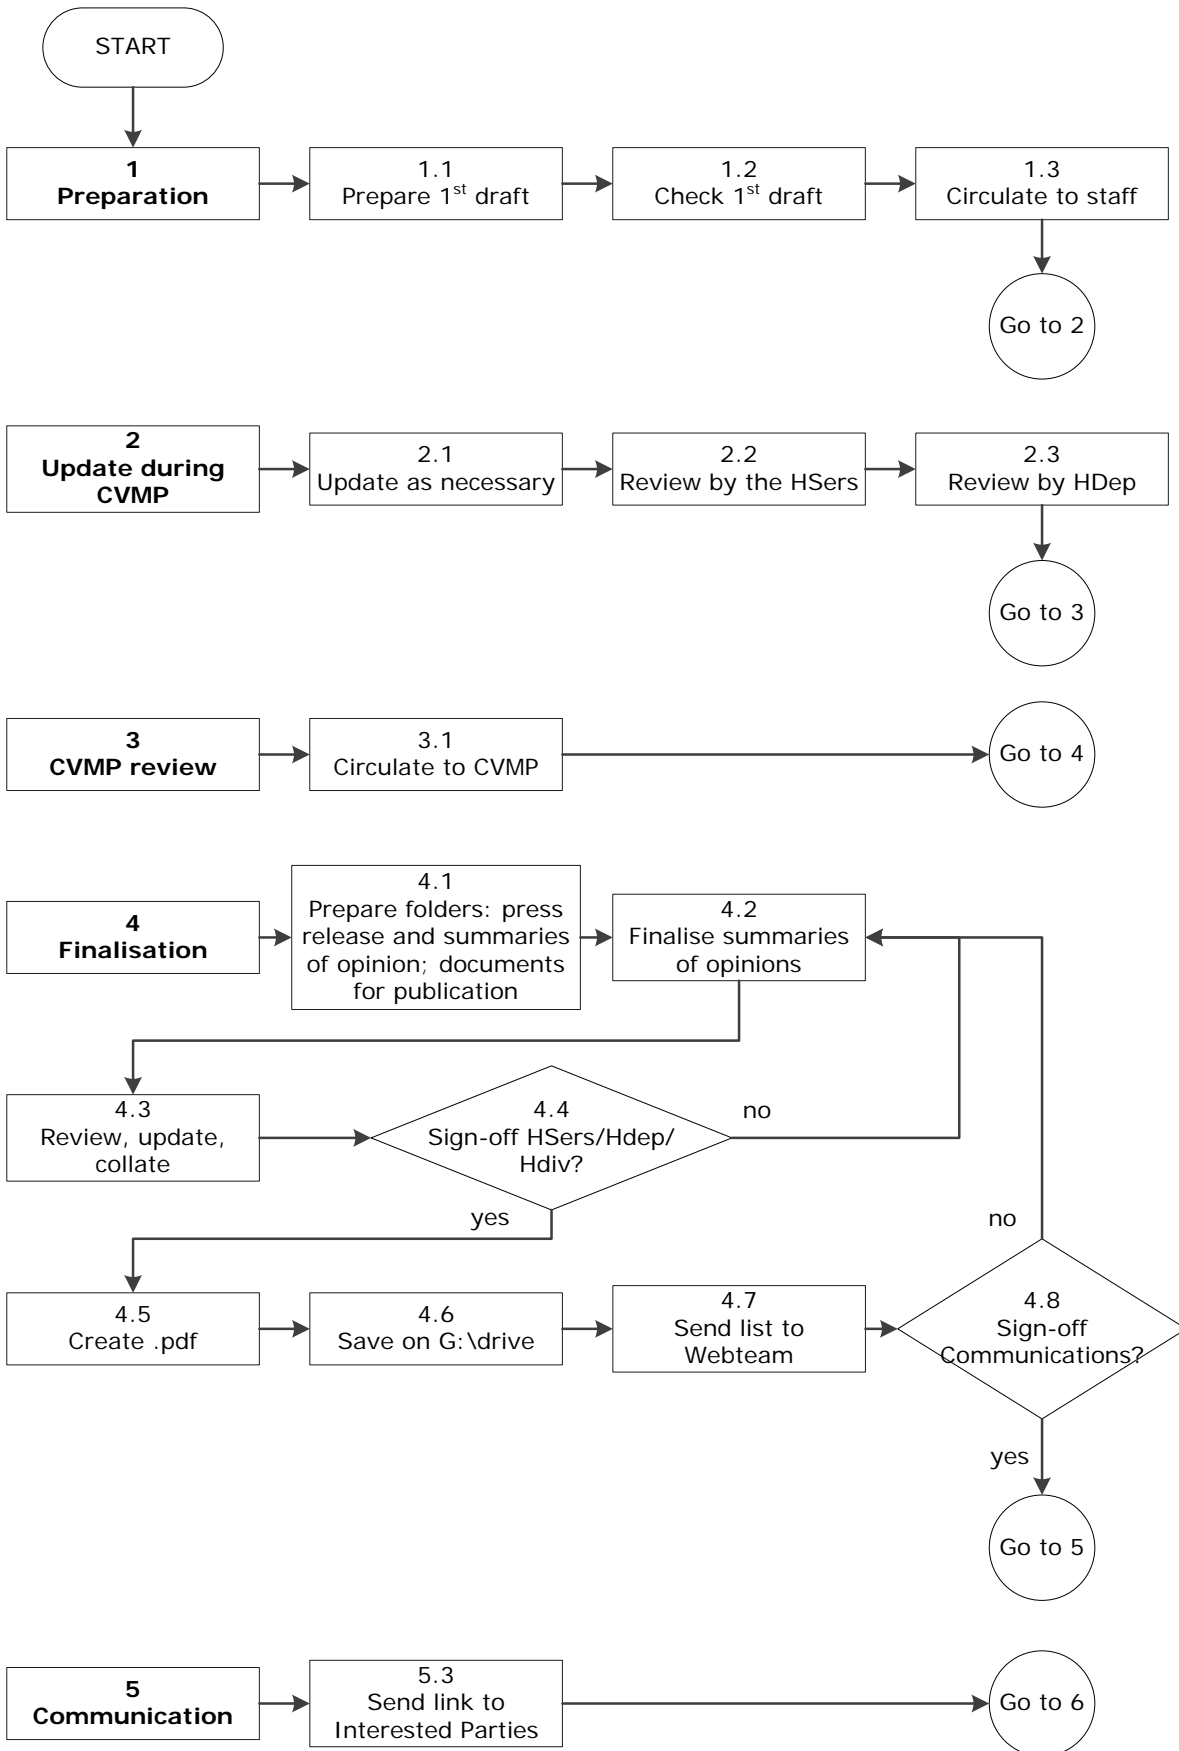 START
1
Preparation
1.1
Prepare 1st draft
1.2
Check 1st draft
1.3
Circulate to staff
Go to 2
2
Update during
CVMP
2.1
Update as necessary
2.2
Review by the HSers
2.3
Review by HDep
Go to 3
3
CVMP review
3.1
Circulate to CVMP
Go to 4
4
Finalisation
4.1
Prepare folders: press
release and summaries
of opinion; documents
for publication
4.2
Finalise summaries
of opinions
4.3
Review, update,
collate
4.4
Sign-off HSers/Hdep/
Hdiv?
no
yes
4.5
Create .pdf
4.6
Save on G:\drive
4.7
Send list to
Webteam
4.8
Sign-off
Communications?
no
yes
Go to 5
5
Communication
5.3
Send link to
Interested Parties
Go to 6